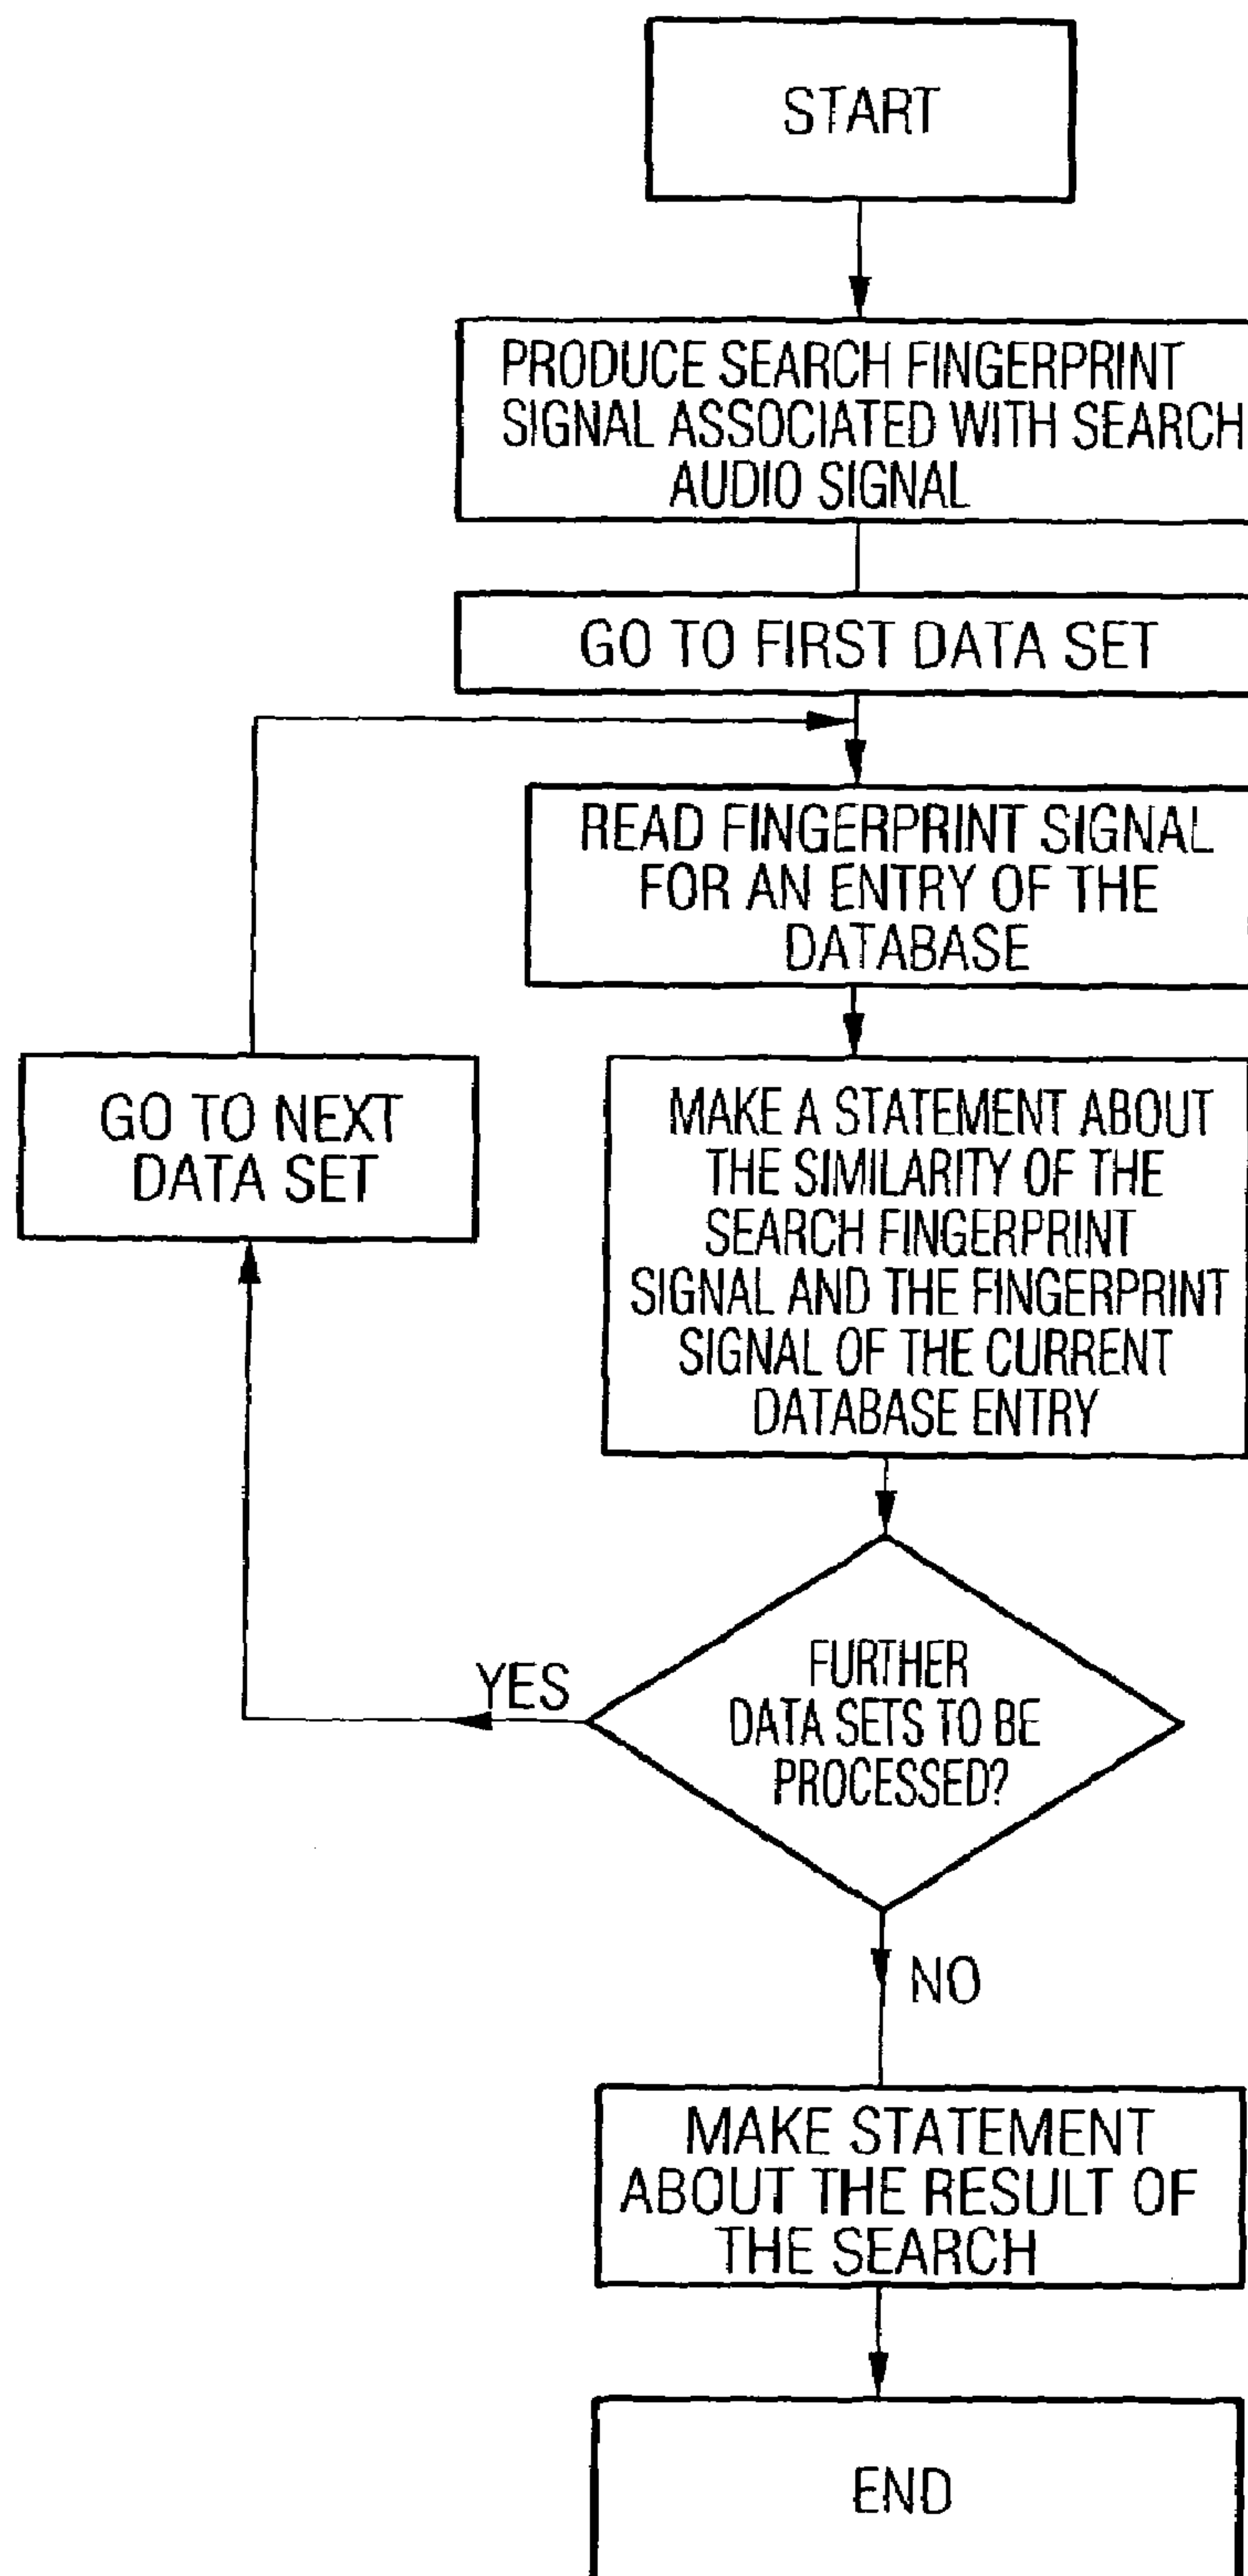 START
PRODUCE SEARCH FINGERPRINT
SIGNAL ASSOCIATED WITH SEARCH
AUDIO SIGNAL
GO TO FIRST DATA SET
READ FINGERPRINT SIGNAL
FOR AN ENTRY OF THE
DATABASE
GO TO NEXT
DATA SET
MAKE A STATEMENT ABOUT
THE SIMILARITY OF THE
SEARCH FINGERPRINT
SIGNAL AND THE FINGERPRINT
SIGNAL OF THE CURRENT
DATABASE ENTRY
YES
FURTHER
DATA SETS TO BE
PROCESSED?
NO
MAKE STATEMENT
ABOUT THE RESULT OF
THE SEARCH
END